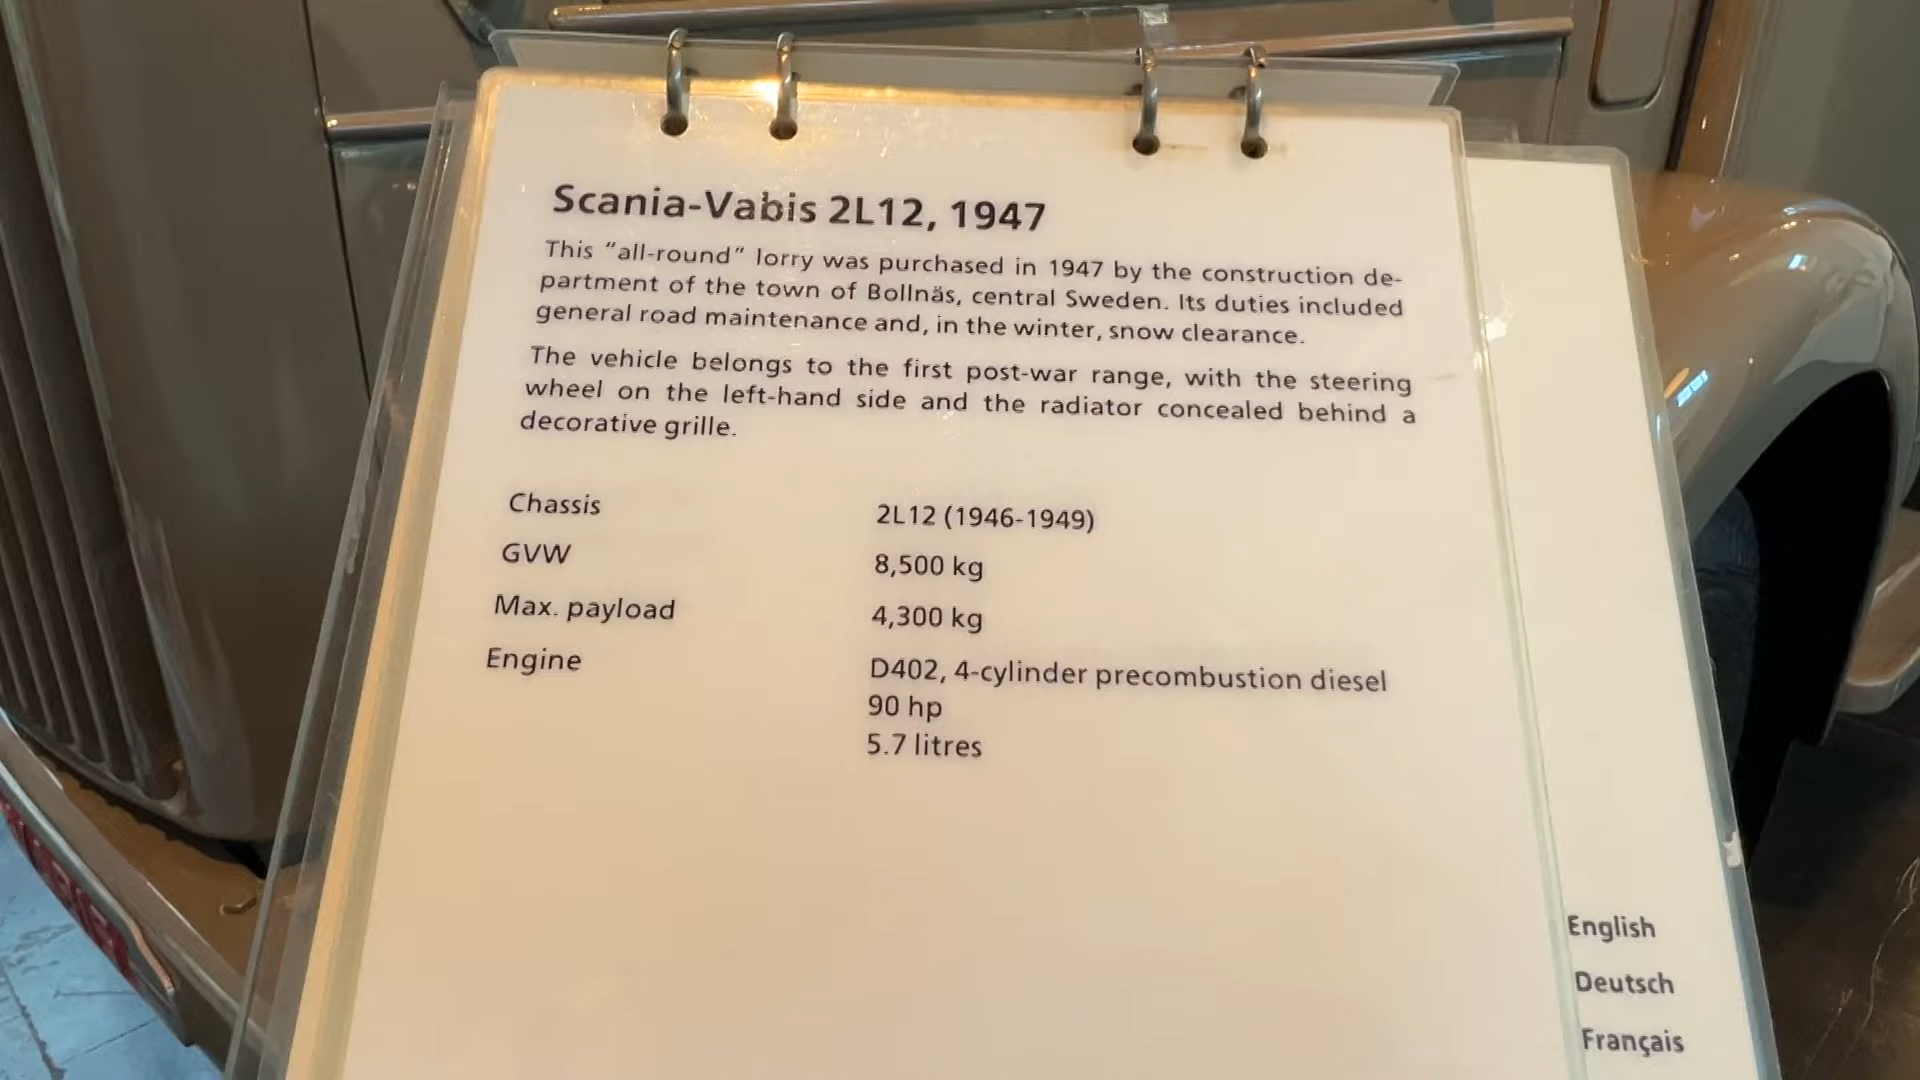 Scania-Vabis 2L12, 1947
This “all-round” lorry was purchased in 1947 by the construction de-
partment of the town of Bollnäs, central Sweden. Its duties included
general road maintenance and, in the winter, snow clearance.
The vehicle belongs to the first post-war range, with the steering
wheel on the left-hand side and the radiator concealed behind a
decorative grille.
Chassis 2L12 (1946-1949)
GVW 8,500 kg
Max. payload 4,300 kg
Engine D402, 4-cylinder precombustion diesel
90 hp
5.7 litres
English
Deutsch
Français